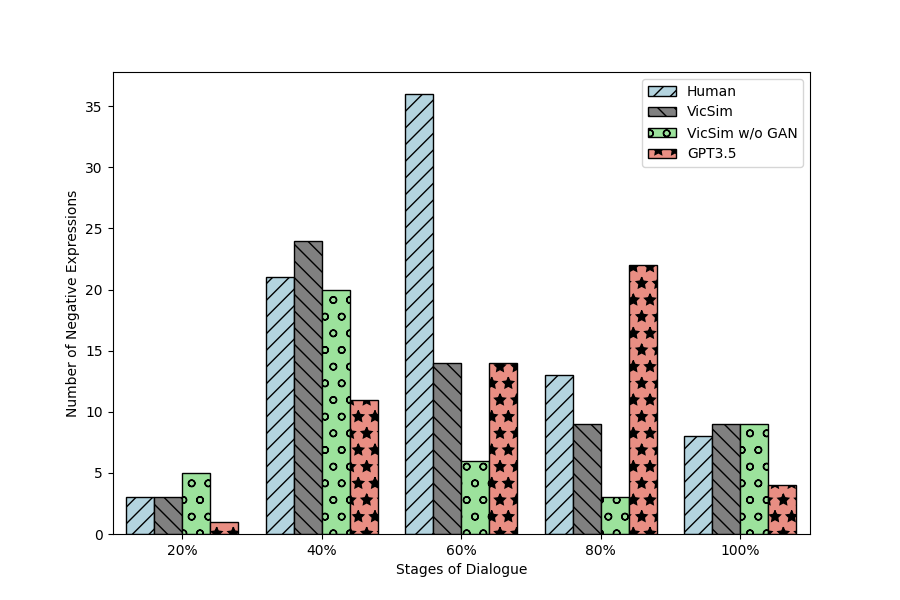 Human
VicSim
VicSim w/o GAN
GPT3.5
Number of Negative Expressions
35
30
25
20
15
10
5
0
20% 40% 60% 80% 100%
Stages of Dialogue